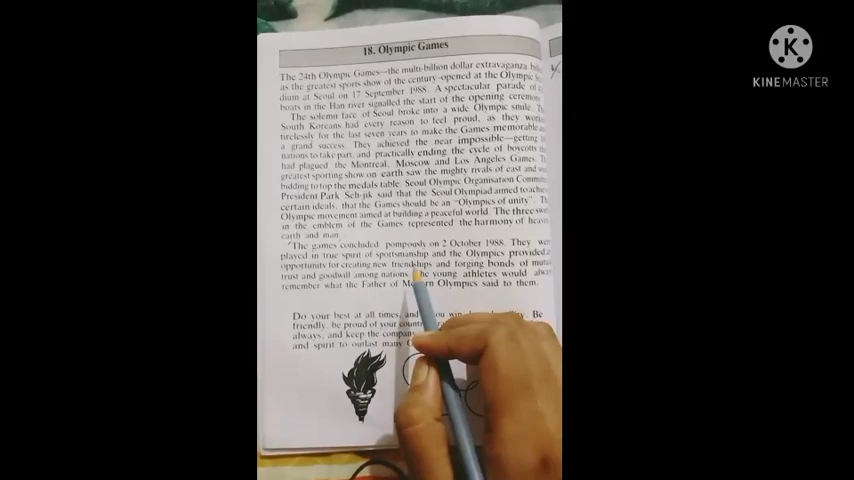 18. Olympic Games
The 24th Olympic Games—the multi-billion dollar extravaganza
as the greatest sports show of the century-opened at the Olympic
dium at Seoul on 17 September 1988. A spectacular parade of
boats in the Han river signalled the start of the opening ceremony
The solemn face of Seoul broke into a wide Olympic smile.
South Koreans had every reason to feel proud, as they
tirelessly for the last seven years to make the Games memorable
a grand success. They achieved the near impossible—getting
nations to take part, and practically ending the cycle of boycotts
had plagued the Montreal, Moscow and Los Angeles Games.
greatest sporting show on earth saw the mighty rivals of east and
bidding to top the medals table. Seoul Olympic Organisation
President Park Seh-jik said that the Seoul Olympiad aimed to
certain ideals, that the Games should be an "Olympics of unity".
Olympic movement aimed at building a peaceful world. The three
in the emblem of the Games represented the harmony of
earth and man.
"The games concluded pompously on 2 October 1988. They
played in true spirit of sportsmanship and the Olympics provided
opportunity for creating new friendships and forging bonds of
trust and goodwill among nations. The young athletes would
remember what the Father of Modern Olympics said to them.
Do your best at all times, and Be
friendly, be proud of your country
always, and keep the company
and spirit to outlast many
K
KINEMASTER